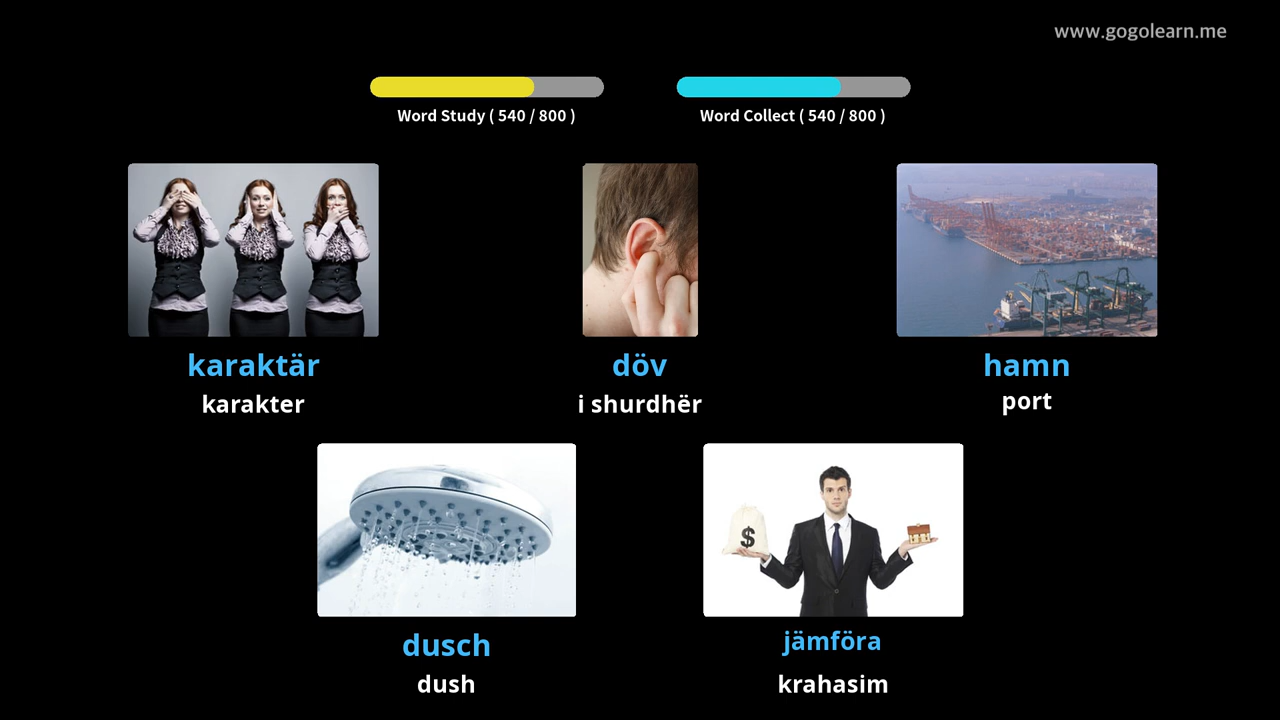 www.gogolearn.me
Word Study ( 540 / 800 )
Word Collect ( 540 / 800 )
karaktär
karakter
döv
i shurdhër
hamn
port
$
dusch
dush
jämföra
krahasim